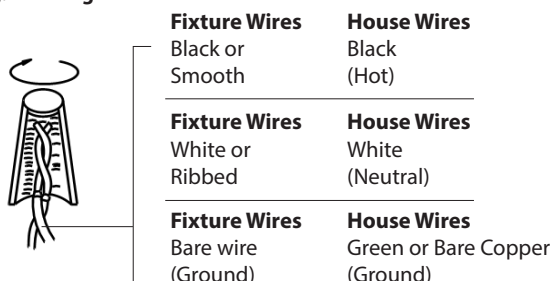 Fixture Wires House Wires
Black or Black
Smooth (Hot)
Fixture Wires House Wires
White or White
Ribbed (Neutral)
Fixture Wires House Wires
Bare wire Green or Bare Copper
(Ground) (Ground)